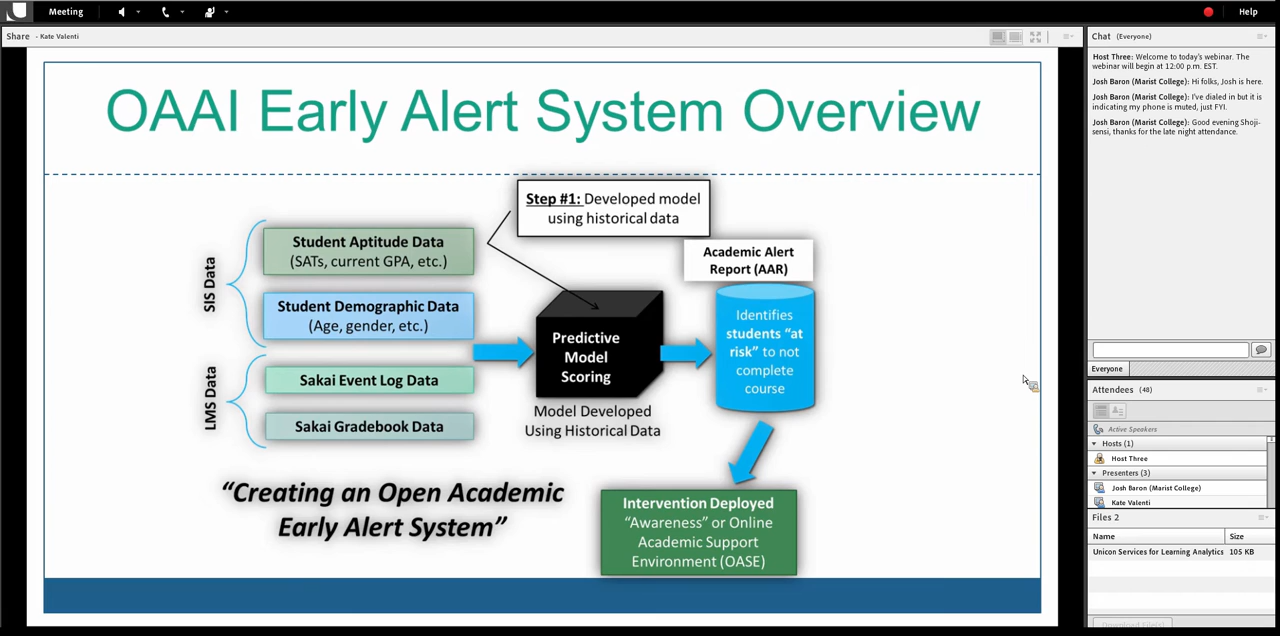 Meeting
Help
Share - Kate Valenti
OAAI Early Alert System Overview
Step #1: Developed model
using historical data
SIS Data
Student Aptitude Data
(SATs, current GPA, etc.)
Student Demographic Data
(Age, gender, etc.)
LMS Data
Sakai Event Log Data
Sakai Gradebook Data
Predictive
Model
Scoring
Model Developed
Using Historical Data
Academic Alert
Report (AAR)
Identifies
students “at
risk” to not
complete
course
Intervention Deployed
“Awareness” or Online
Academic Support
Environment (OASE)
“Creating an Open Academic
Early Alert System”
Chat (Everyone)
Host Three: Welcome to today's webinar. The
webinar will begin at 12:00 p.m. EST.
Josh Baron (Marist College): Hi folks, Josh is here.
Josh Baron (Marist College): I've dialed in but it is
indicating my phone is muted, just FYI.
Josh Baron (Marist College): Good evening Shoji-
sensi, thanks for the late night attendance.
Everyone
Attendees (48)
Active Speakers
Hosts (1)
Host Three
Presenters (3)
Josh Baron (Marist College)
Kate Valenti
Files 2
Name Size
Unicon Services for Learning Analytics 105 KB
Download File(s)